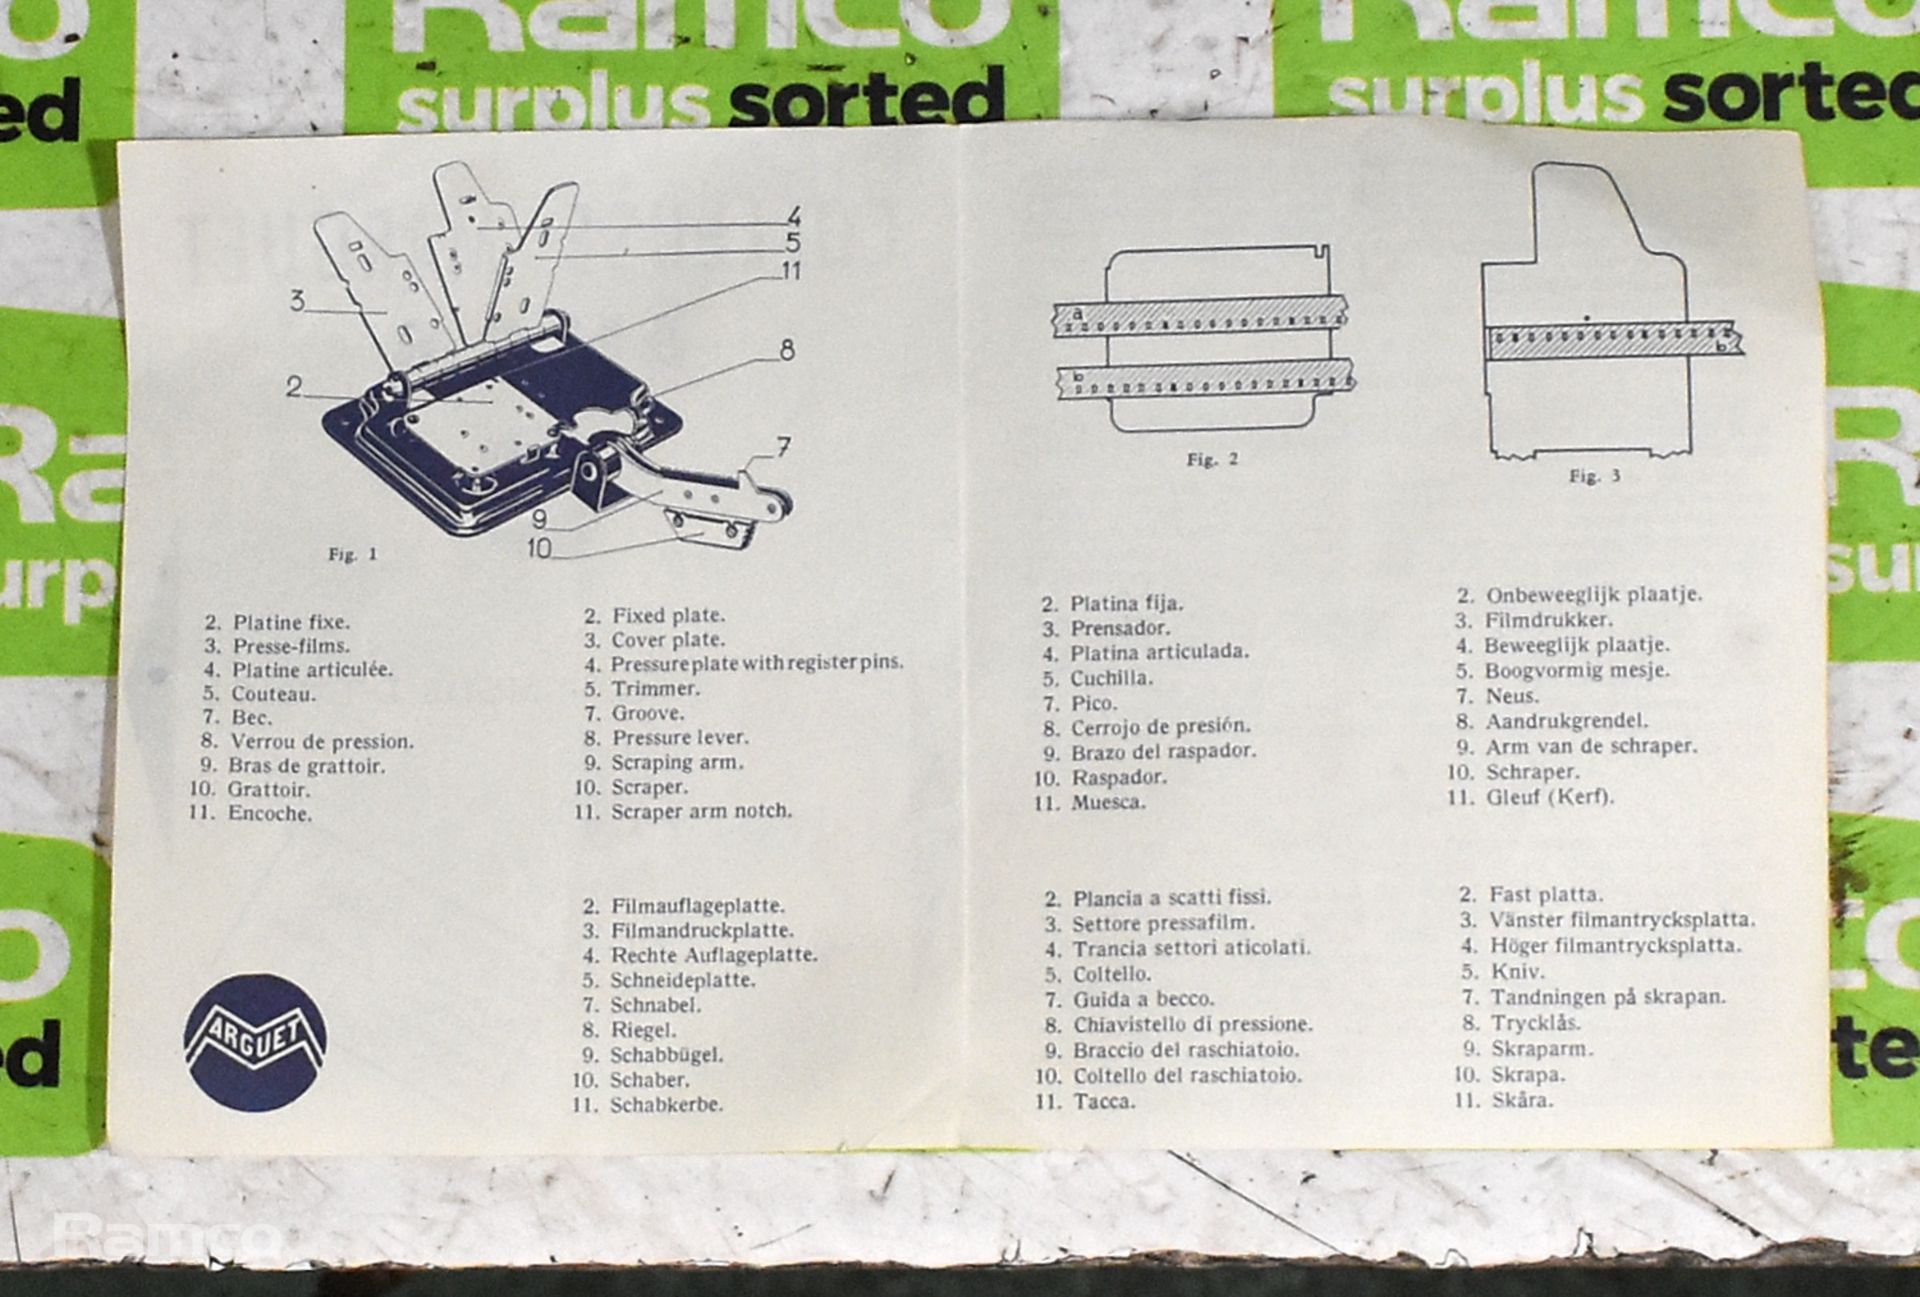 Ramco
surplus sorted
Ramco
surplus sorted
ed
3
2
4
5
11
8
7
9
10
Fig. 1
a
b
Fig. 2
b
Fig. 3
2. Platine fixe.
3. Presse-films.
4. Platine articulée.
5. Couteau.
7. Bec.
8. Verrou de pression.
9. Bras de grattoir.
10. Grattoir.
11. Encoche.
2. Fixed plate.
3. Cover plate.
4. Pressure plate with register pins.
5. Trimmer.
7. Groove.
8. Pressure lever.
9. Scraping arm.
10. Scraper.
11. Scraper arm notch.
2. Platina fija.
3. Prensador.
4. Platina articulada.
5. Cuchilla.
7. Pico.
8. Cerrojo de presión.
9. Brazo del raspador.
10. Raspador.
11. Muesca.
2. Onbeweeglijk plaatje.
3. Filmdrukker.
4. Beweeglijk plaatje.
5. Boogvormig mesje.
7. Neus.
8. Aandrukgrendel.
9. Arm van de schraper.
10. Schraper.
11. Gleuf (Kerf).
MARGUET
2. Filmauflageplatte.
3. Filmandruckplatte.
4. Rechte Auflageplatte.
5. Schneideplatte.
7. Schnabel.
8. Riegel.
9. Schabbügel.
10. Schaber.
11. Schabkerbe.
2. Plancia a scatti fissi.
3. Settore pressafilm.
4. Trancia settori aticolati.
5. Coltello.
7. Guida a becco.
8. Chiavistello di pressione.
9. Braccio del raschiatoio.
10. Coltello del raschiatoio.
11. Tacca.
2. Fast platta.
3. Vänster filmantrycksplatta.
4. Höger filmantrycksplatta.
5. Kniv.
7. Tandningen på skrapan.
8. Trycklås.
9. Skraparm.
10. Skrapa.
11. Skåra.
Ramco